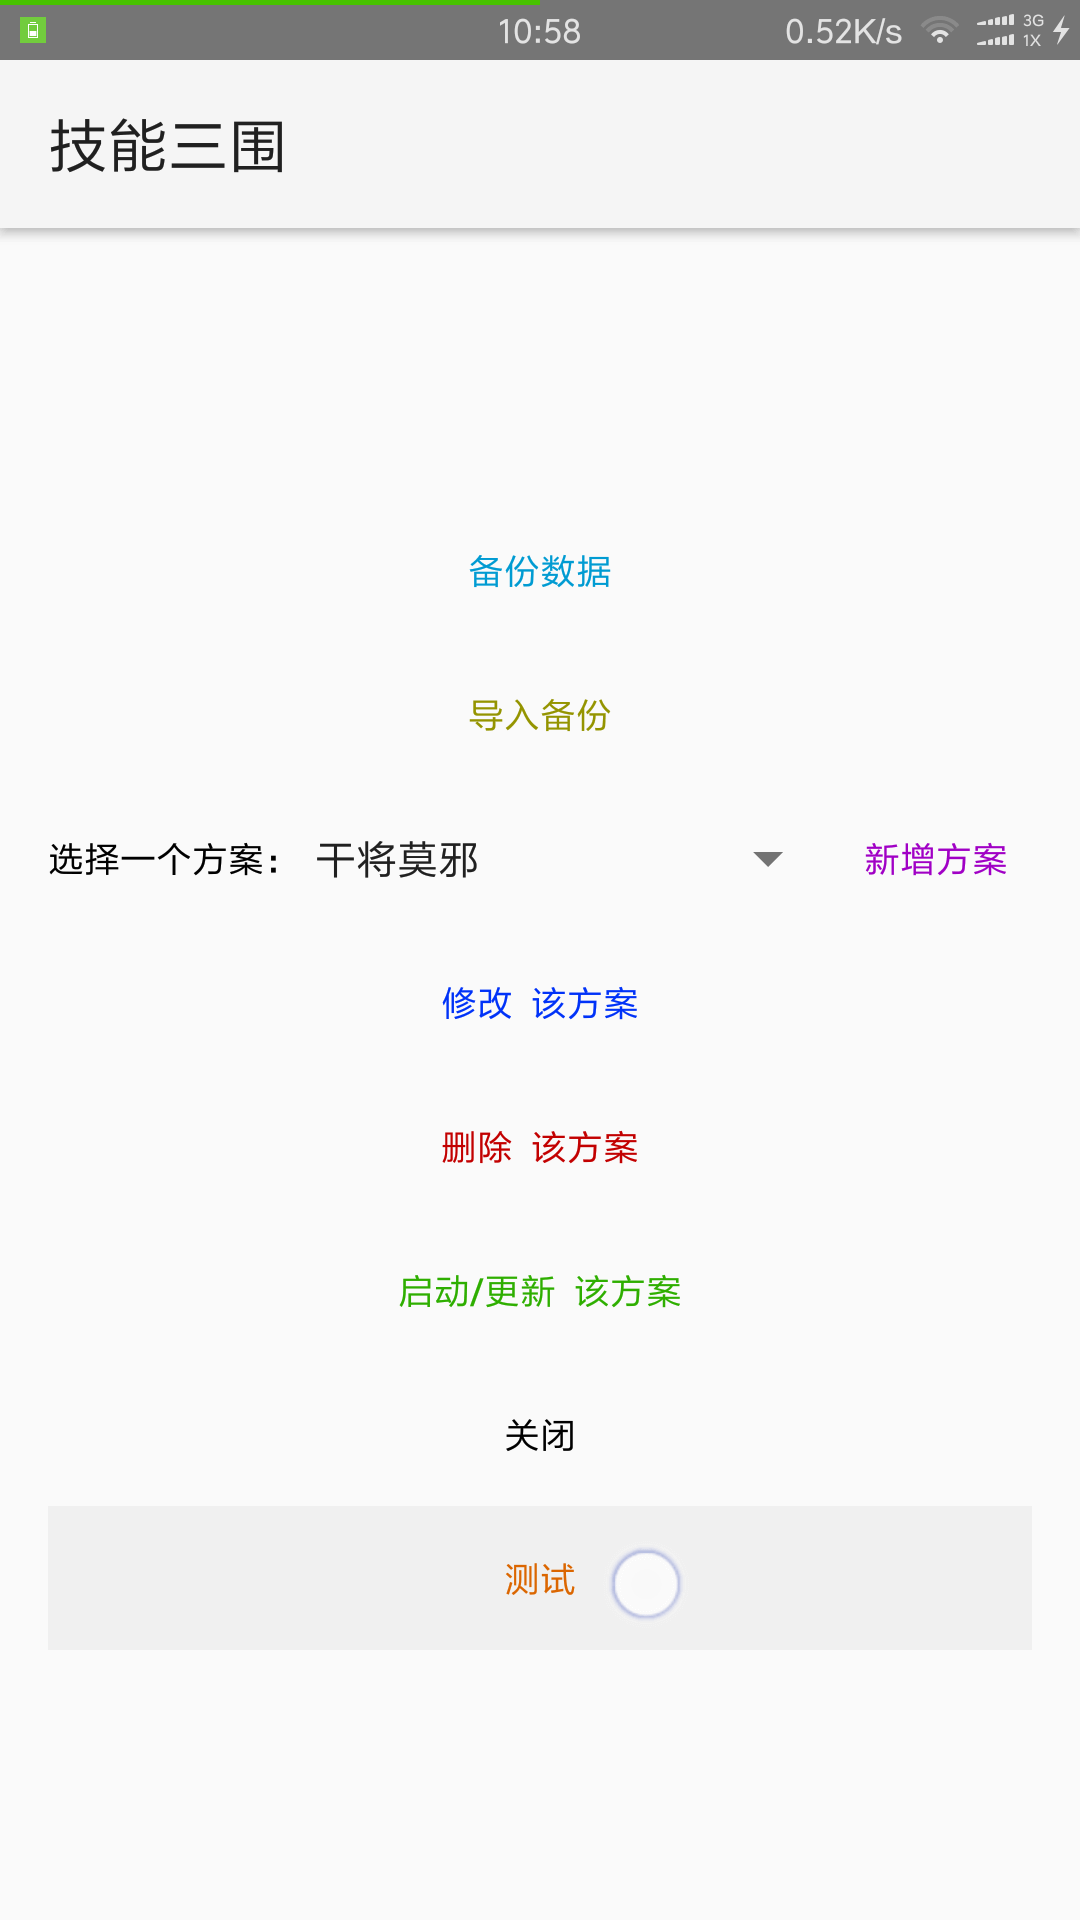 10:58
0.52K/s
3G
1X
技能三围
备份数据
导入备份
选择一个方案: 干将莫邪 新增方案
修改 该方案
删除 该方案
启动/更新 该方案
关闭
测试